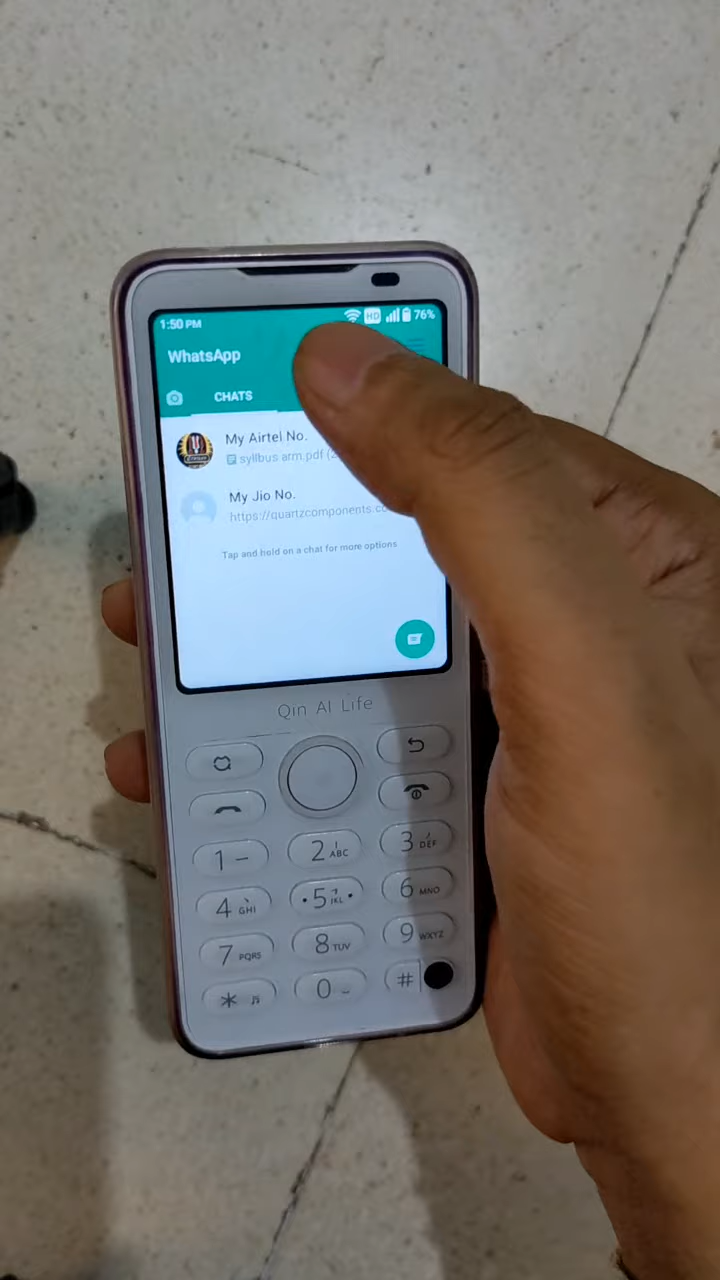 1:50 PM HD 76%
WhatsApp
CHATS
My Airtel No.
syllbus arm.pdf
My Jio No.
https://quartzcomponents.co
Tap and hold on a chat for more options
Qin AI Life
1 2 ABC 3 DEF
4 GHI 5 JKL 6 MNO
7 PQRS 8 TUV 9 WXYZ
* 0 #